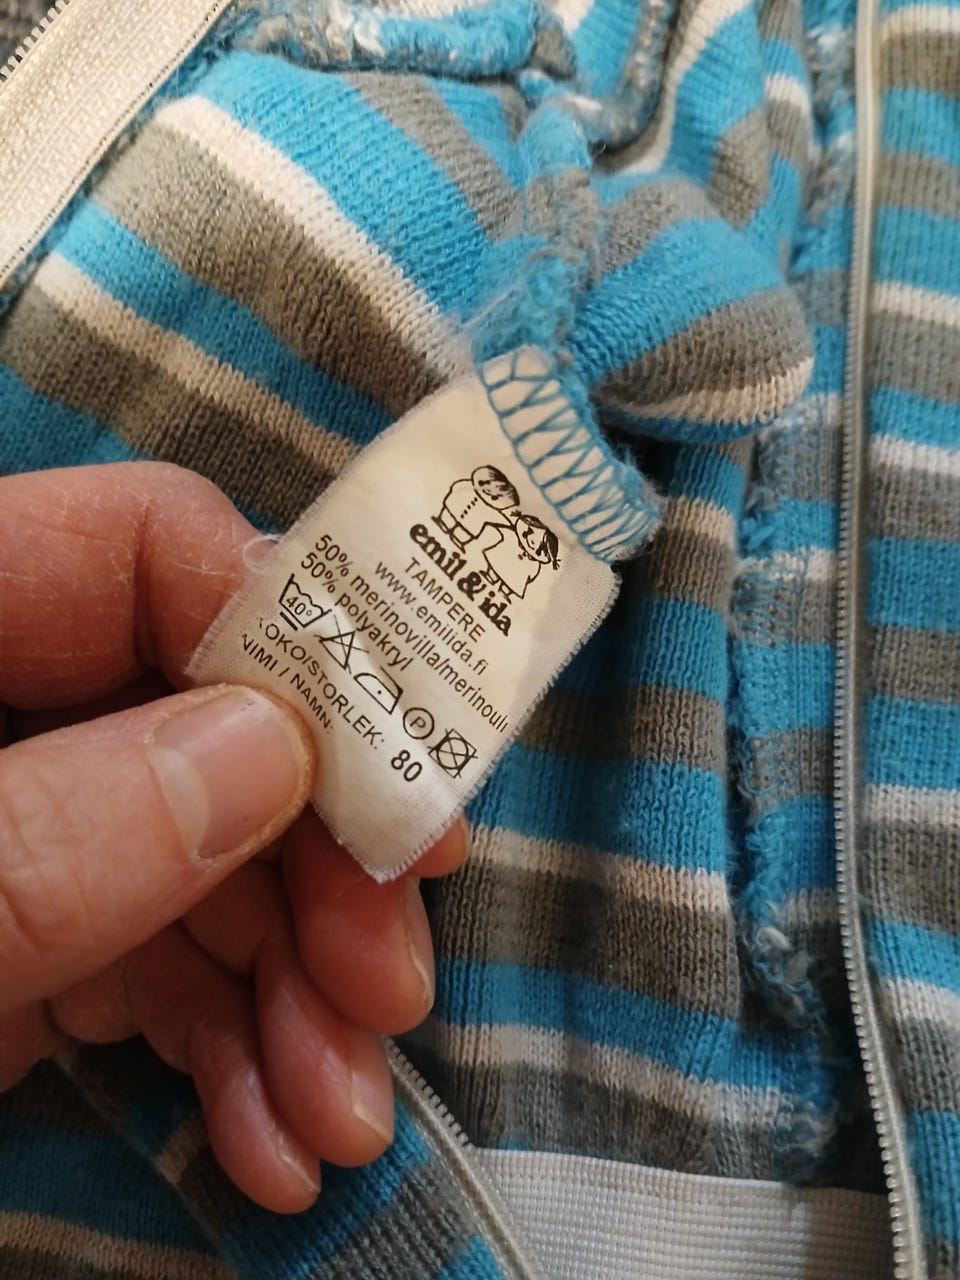 emil & ida
TAMPERE
www.emilida.fi
50% merinovilla/merinoull
50% polyakryl
40° P
KOKO/STORLEK: 80
NIMI / NAMN: